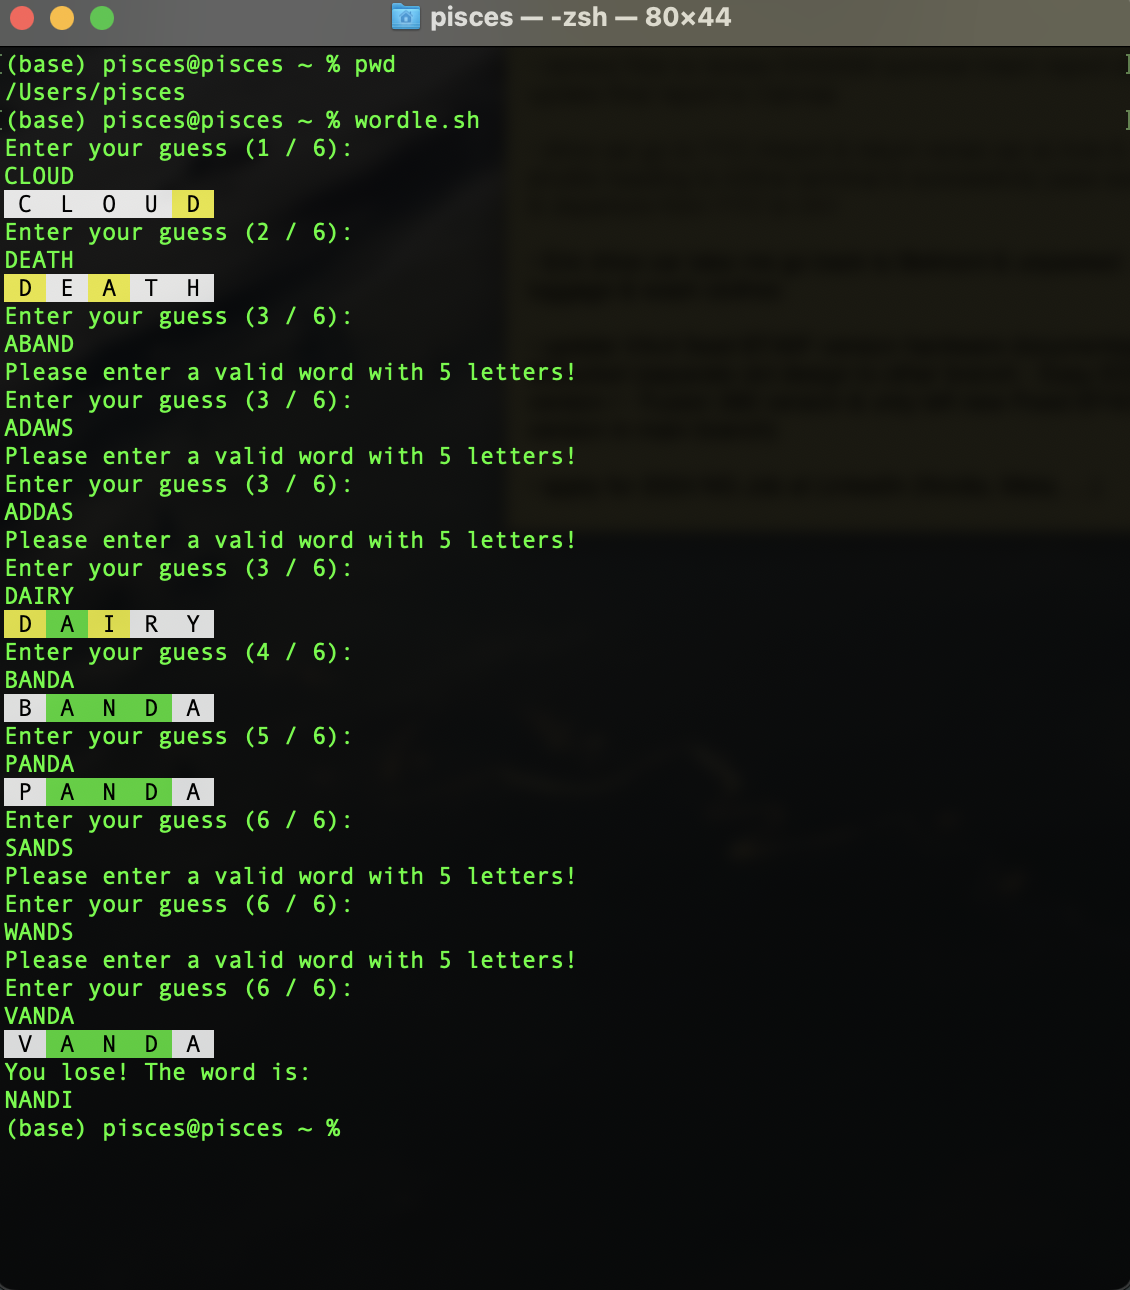 pisces — -zsh — 80×44
(base) pisces@pisces ~ % pwd
/Users/pisces
(base) pisces@pisces ~ % wordle.sh
Enter your guess (1 / 6):
CLOUD
C L O U D
Enter your guess (2 / 6):
DEATH
D E A T H
Enter your guess (3 / 6):
ABAND
Please enter a valid word with 5 letters!
Enter your guess (3 / 6):
ADAWS
Please enter a valid word with 5 letters!
Enter your guess (3 / 6):
ADDAS
Please enter a valid word with 5 letters!
Enter your guess (3 / 6):
DAIRY
D A I R Y
Enter your guess (4 / 6):
BANDA
B A N D A
Enter your guess (5 / 6):
PANDA
P A N D A
Enter your guess (6 / 6):
SANDS
Please enter a valid word with 5 letters!
Enter your guess (6 / 6):
WANDS
Please enter a valid word with 5 letters!
Enter your guess (6 / 6):
VANDA
V A N D A
You lose! The word is:
NANDI
(base) pisces@pisces ~ %